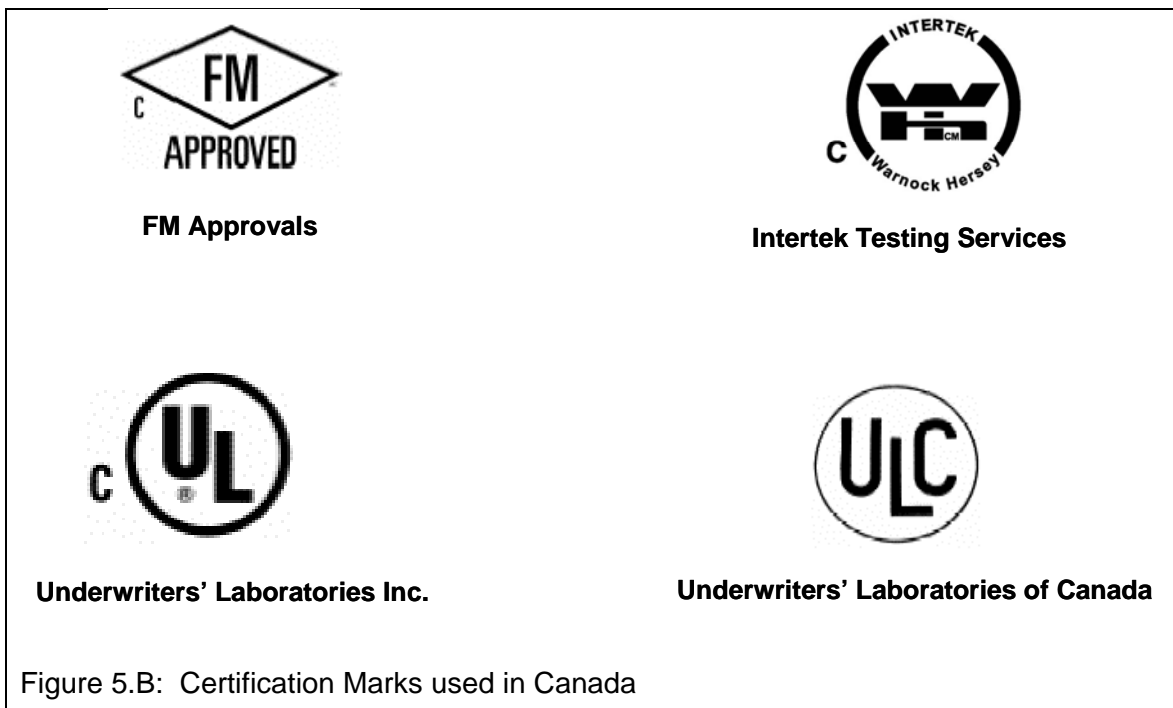 FM
C
APPROVED
FM Approvals
INTERTEK
WH
CM
C
Warnock Hersey
Intertek Testing Services
C
UL
®
Underwriters’ Laboratories Inc.
ULC
Underwriters’ Laboratories of Canada
Figure 5.B: Certification Marks used in Canada